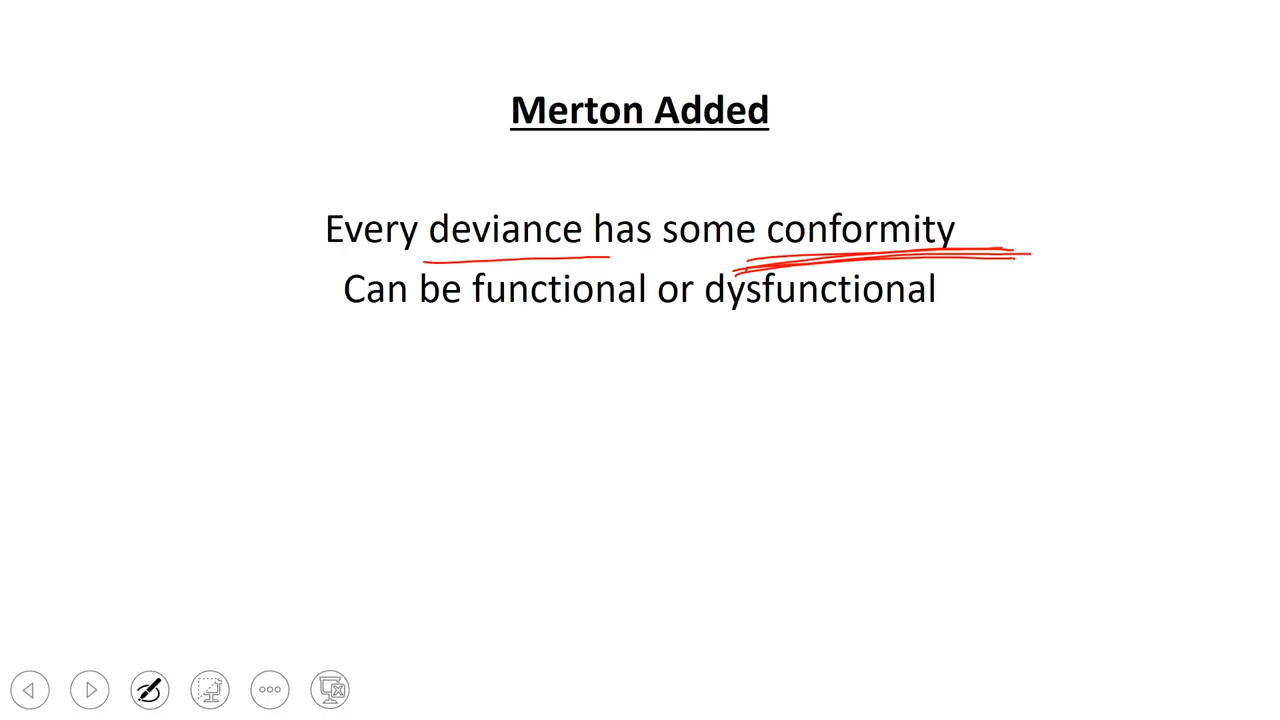 Merton Added
Every deviance has some conformity
Can be functional or dysfunctional